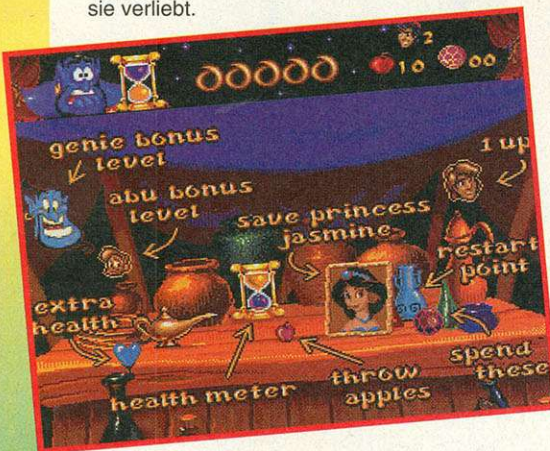 sie verliebt.
00000
2
10
00
genie bonus
level
1 up
abu bonus
level
save princess
jasmine
restart
point
extra
health
health meter
throw
apples
spend
these